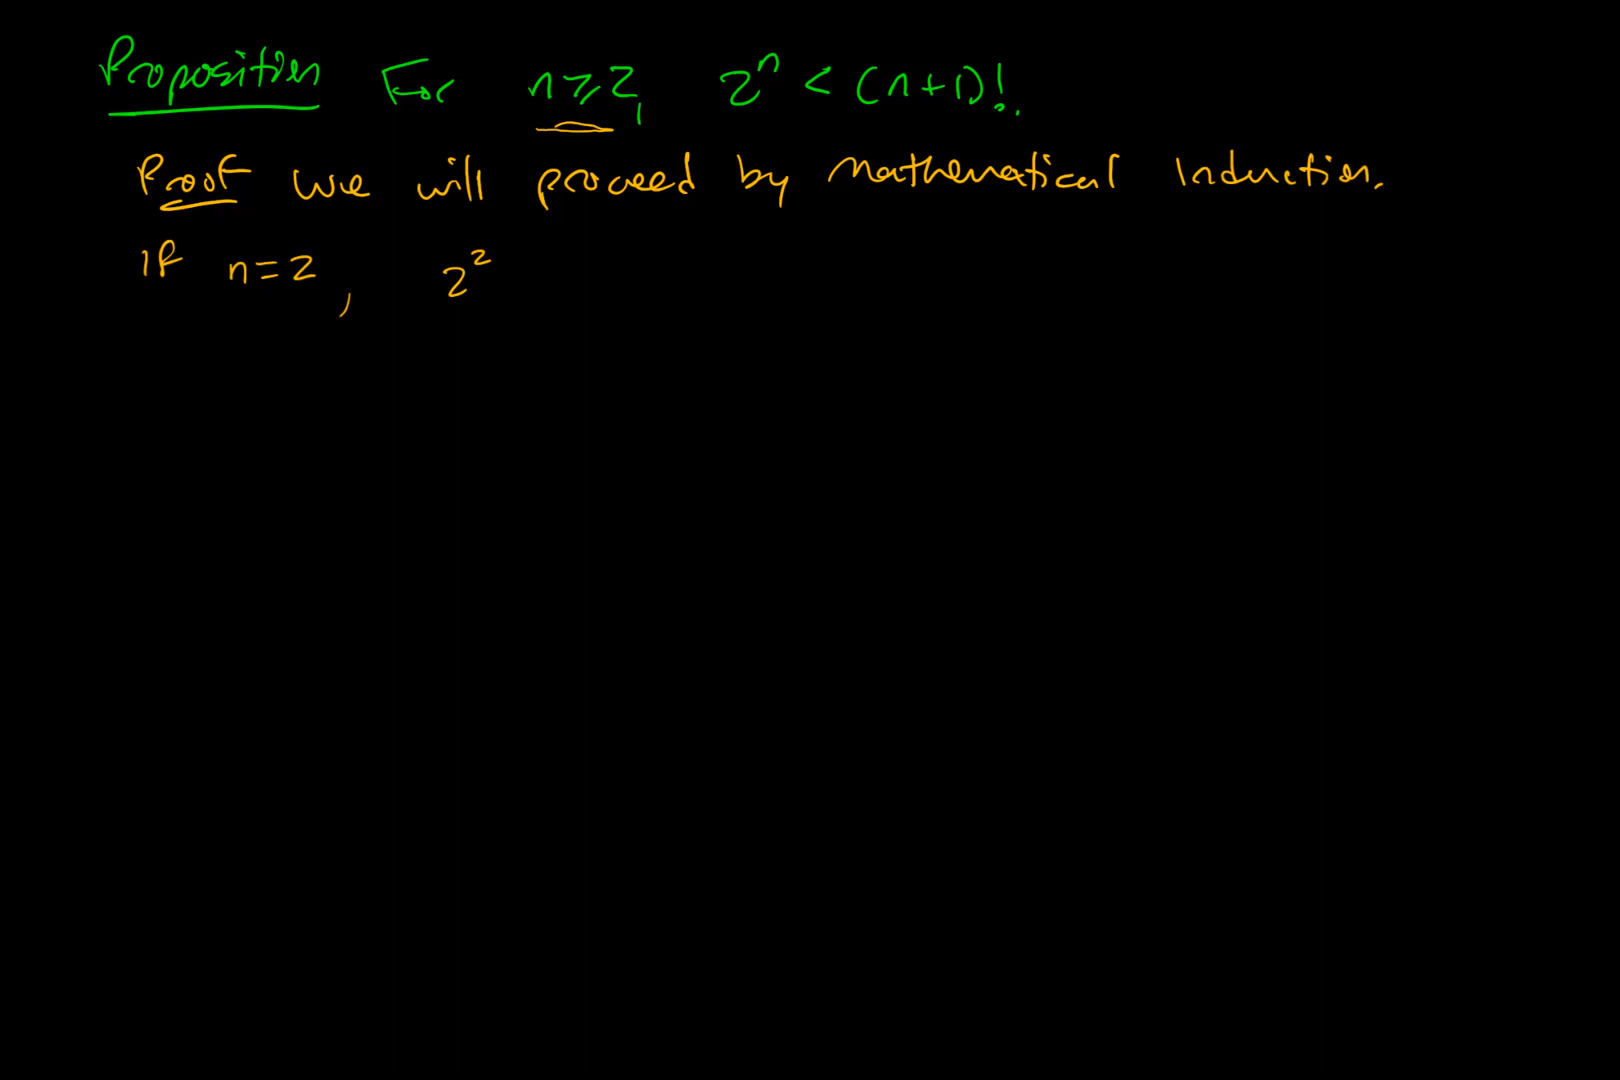 Proposition For n ≥ 2, 2ⁿ < (n+1)!.
Proof We will proceed by Mathematical Induction.
If n = 2, 2²